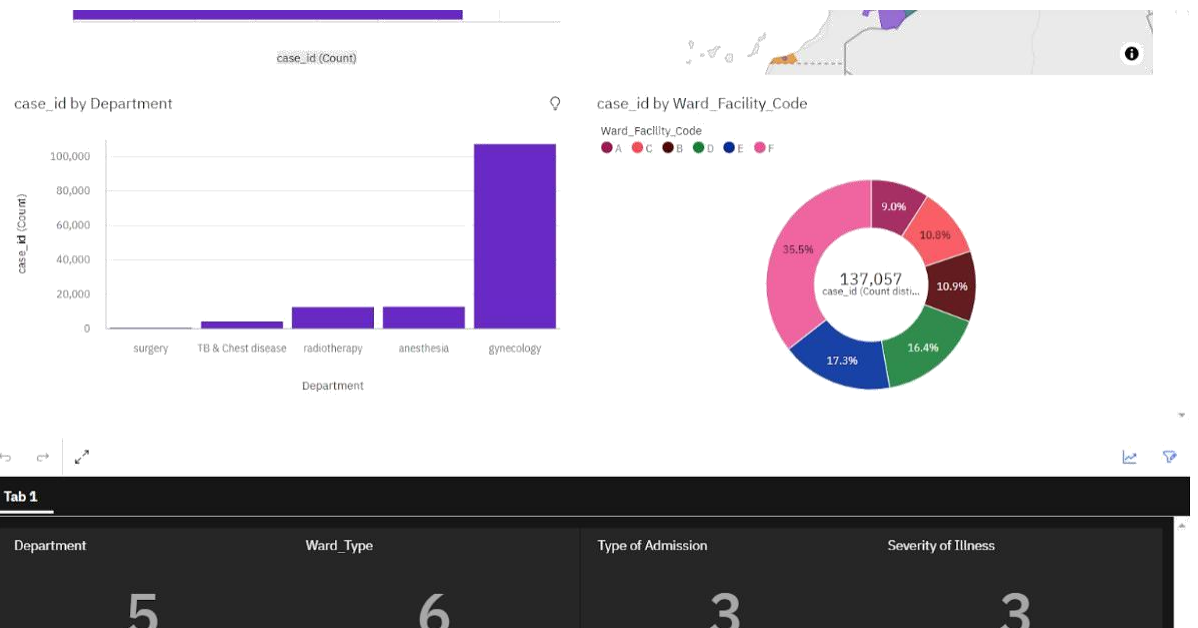 case_id (Count)
case_id by Department
case_id by Ward_Facility_Code
Ward_Facility_Code
A C B D E F
case_id (Count)
100,000
80,000
60,000
40,000
20,000
0
surgery TB & Chest disease radiotherapy anesthesia gynecology
Department
9.0%
10.8%
10.9%
16.4%
17.3%
35.5%
137,057
case_id (Count disti...
Tab 1
Department Ward_Type Type of Admission Severity of Illness
5 6 3 3